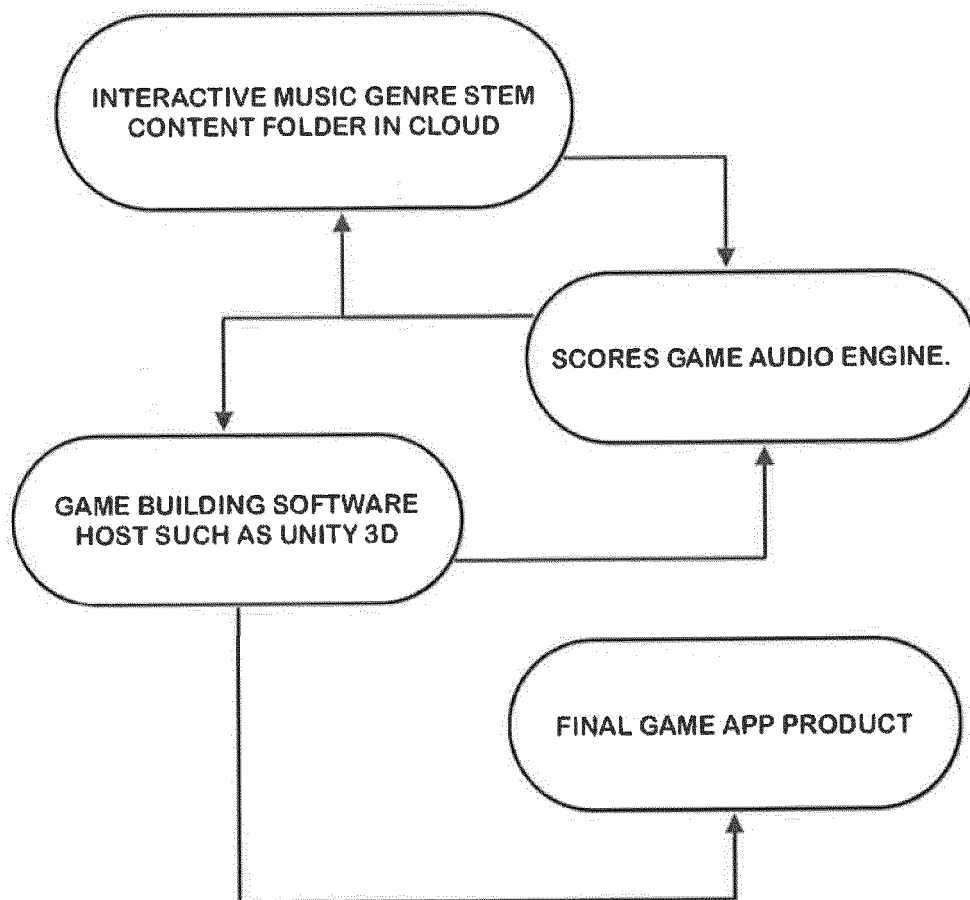 INTERACTIVE MUSIC GENRE STEM
CONTENT FOLDER IN CLOUD
SCORES GAME AUDIO ENGINE.
GAME BUILDING SOFTWARE
HOST SUCH AS UNITY 3D
FINAL GAME APP PRODUCT